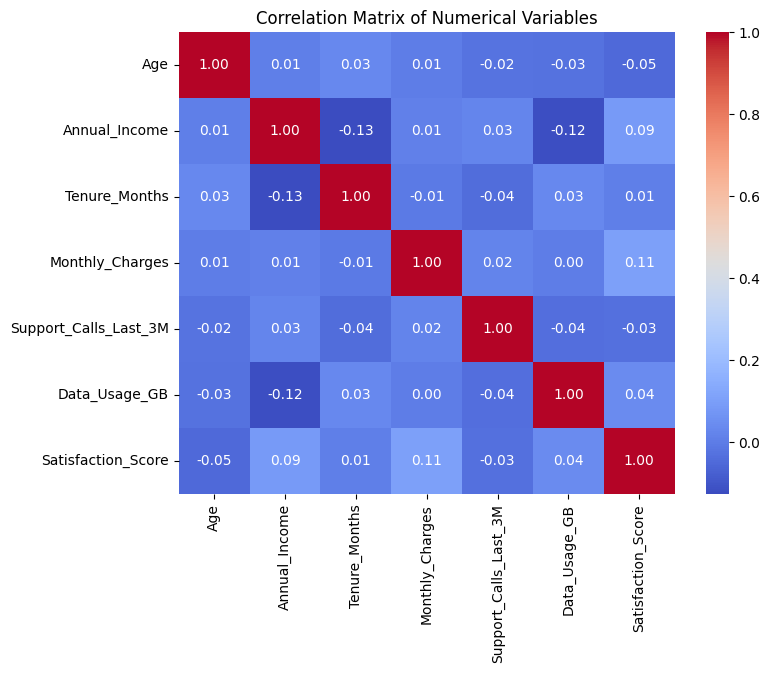 Correlation Matrix of Numerical Variables
Age 1.00 0.01 0.03 0.01 -0.02 -0.03 -0.05
Annual_Income 0.01 1.00 -0.13 0.01 0.03 -0.12 0.09
Tenure_Months 0.03 -0.13 1.00 -0.01 -0.04 0.03 0.01
Monthly_Charges 0.01 0.01 -0.01 1.00 0.02 0.00 0.11
Support_Calls_Last_3M -0.02 0.03 -0.04 0.02 1.00 -0.04 -0.03
Data_Usage_GB -0.03 -0.12 0.03 0.00 -0.04 1.00 0.04
Satisfaction_Score -0.05 0.09 0.01 0.11 -0.03 0.04 1.00
Age
Annual_Income
Tenure_Months
Monthly_Charges
Support_Calls_Last_3M
Data_Usage_GB
Satisfaction_Score
1.0
0.8
0.6
0.4
0.2
0.0